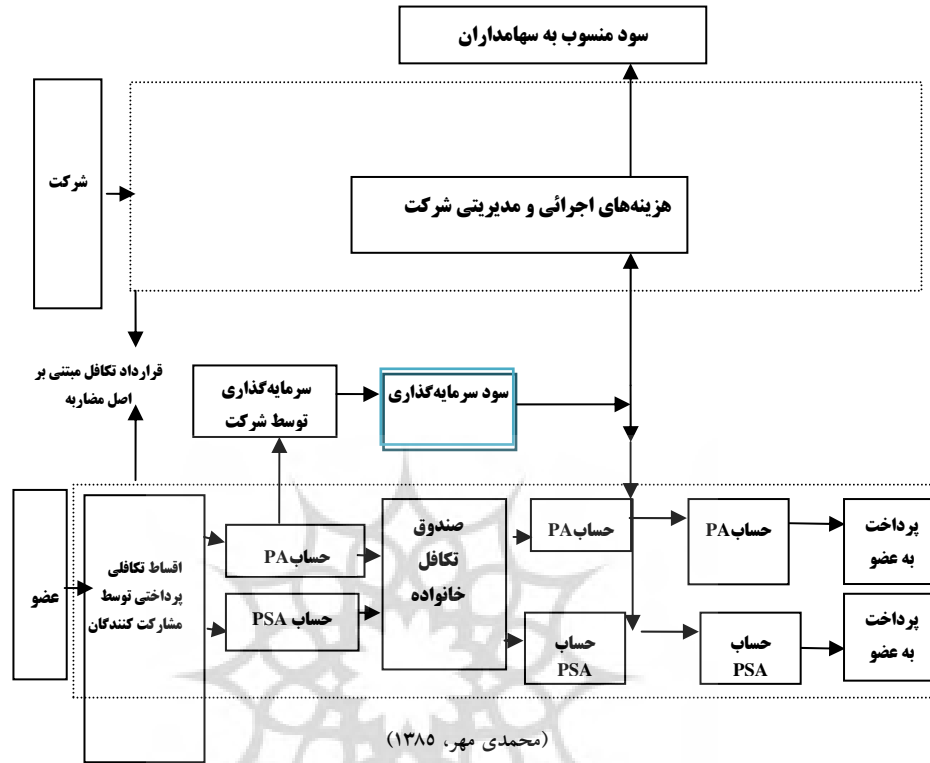 سود منسوب به سهامداران
شرکت
هزینه‌های اجرائی و مدیریتی شرکت
قرارداد تکافل مبتنی بر
اصل مضاربه
سرمایه‌گذاری
توسط شرکت
سود سرمایه‌گذاری
عضو
اقساط تکافلی
پرداختی توسط
مشارکت کنندگان
حساب PA
حساب PSA
صندوق
تکافل
خانواده
حساب PA
حساب
PSA
حساب PA
حساب
PSA
پرداخت
به عضو
پرداخت
به عضو
(محمدی مهر، ۱۳۸۵)